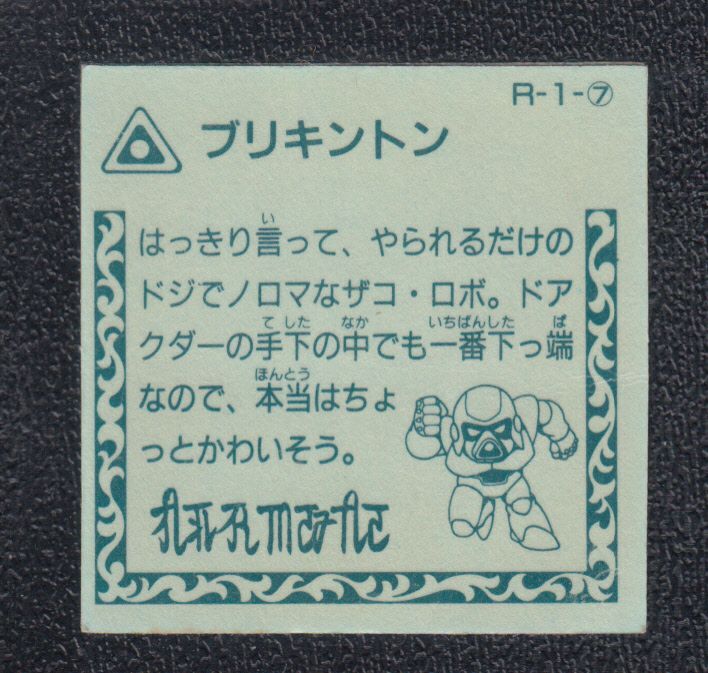 R-1-⑦
ブリキントン
はっきり言って、やられるだけの
ドジでノロマなザコ・ロボ。ドア
クダーの手下の中でも一番下っ端
なので、本当はちょ
っとかわいそう。